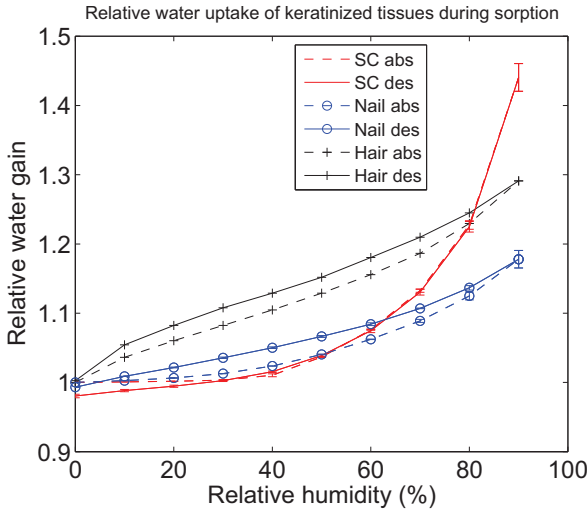 Relative water uptake of keratinized tissues during sorption
1.5
1.4
1.3
1.2
1.1
1
0.9
Relative water gain
SC abs
SC des
Nail abs
Nail des
Hair abs
Hair des
0 20 40 60 80 100
Relative humidity (%)